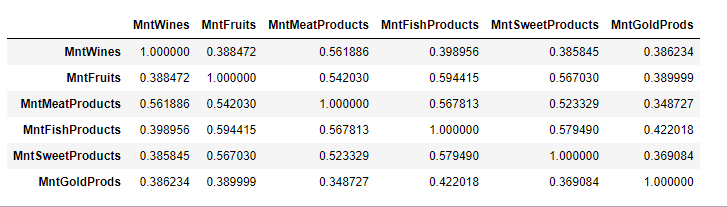 MntWines MntFruits MntMeatProducts MntFishProducts MntSweetProducts MntGoldProds
MntWines 1.000000 0.388472 0.561886 0.398956 0.385845 0.386234
MntFruits 0.388472 1.000000 0.542030 0.594415 0.567030 0.389999
MntMeatProducts 0.561886 0.542030 1.000000 0.567813 0.523329 0.348727
MntFishProducts 0.398956 0.594415 0.567813 1.000000 0.579490 0.422018
MntSweetProducts 0.385845 0.567030 0.523329 0.579490 1.000000 0.369084
MntGoldProds 0.386234 0.389999 0.348727 0.422018 0.369084 1.000000